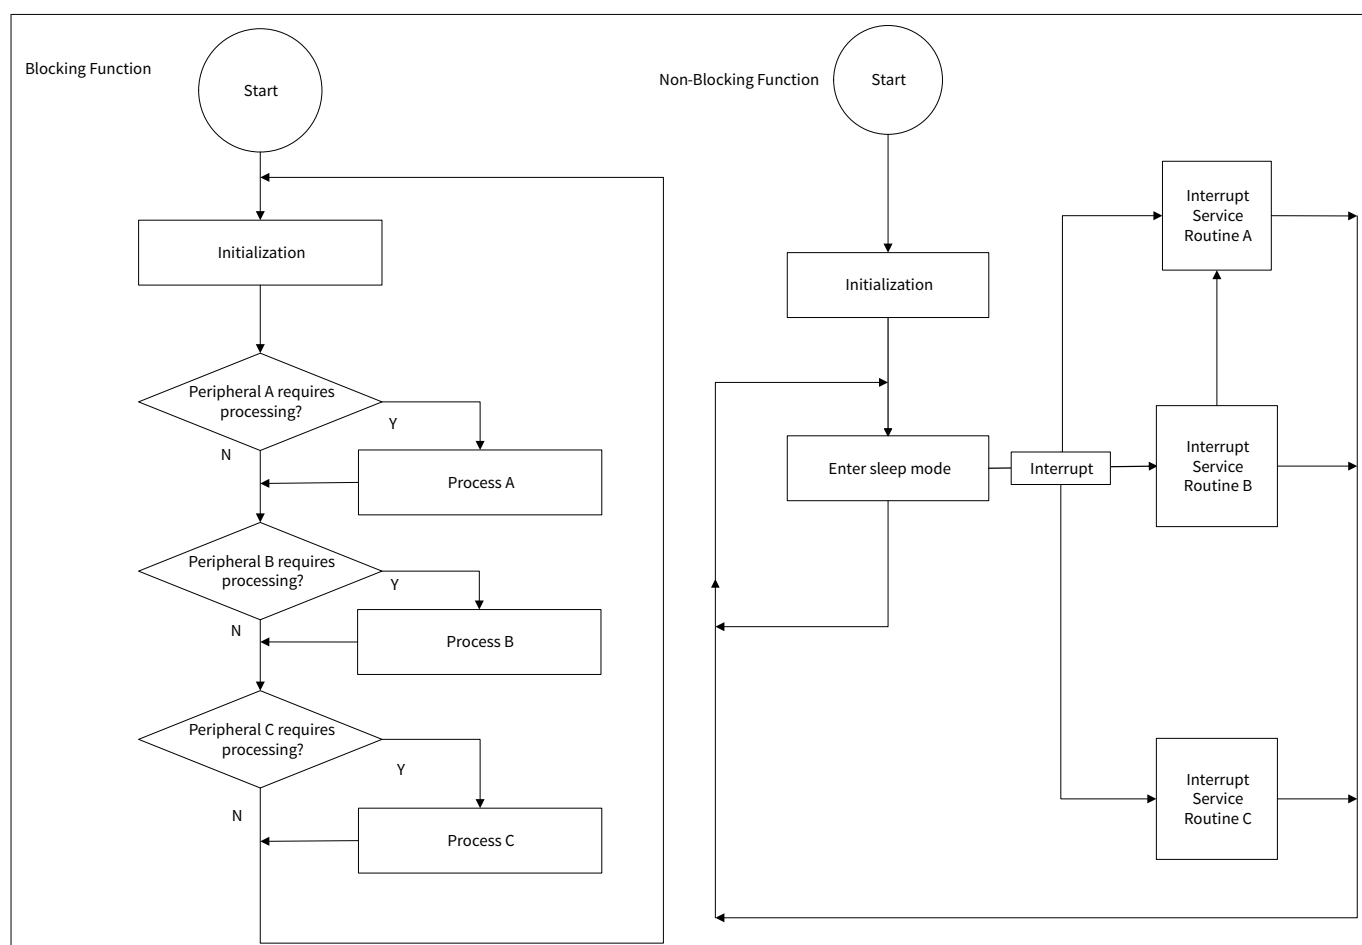 Blocking Function
Start
Initialization
Peripheral A requires
processing?
Y
N
Process A
Peripheral B requires
processing?
Y
N
Process B
Peripheral C requires
processing?
Y
N
Process C
Non-Blocking Function
Start
Initialization
Enter sleep mode
Interrupt
Interrupt
Service
Routine A
Interrupt
Service
Routine B
Interrupt
Service
Routine C